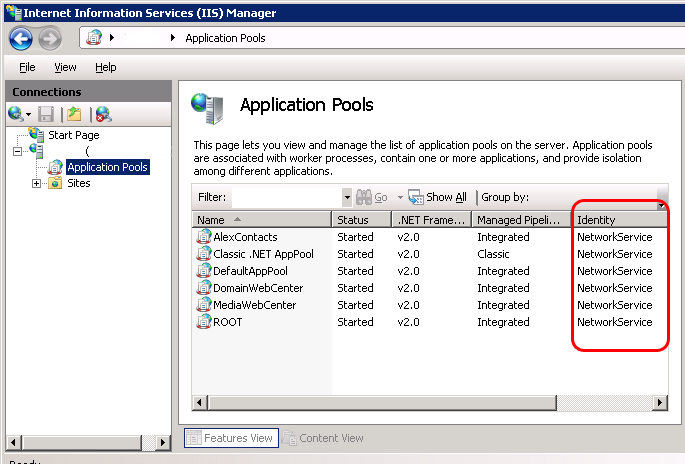 Internet Information Services (IIS) Manager
Application Pools
File View Help
Connections
Start Page
(
Application Pools
Sites
Application Pools
This page lets you view and manage the list of application pools on the server. Application pools
are associated with worker processes, contain one or more applications, and provide isolation
among different applications.
Filter: Go Show All Group by:
Name Status .NET Frame... Managed Pipeli... Identity
AlexContacts Started v2.0 Integrated NetworkService
Classic .NET AppPool Started v2.0 Classic NetworkService
DefaultAppPool Started v2.0 Integrated NetworkService
DomainWebCenter Started v2.0 Integrated NetworkService
MediaWebCenter Started v2.0 Integrated NetworkService
ROOT Started v2.0 Integrated NetworkService
Features View Content View
Ready